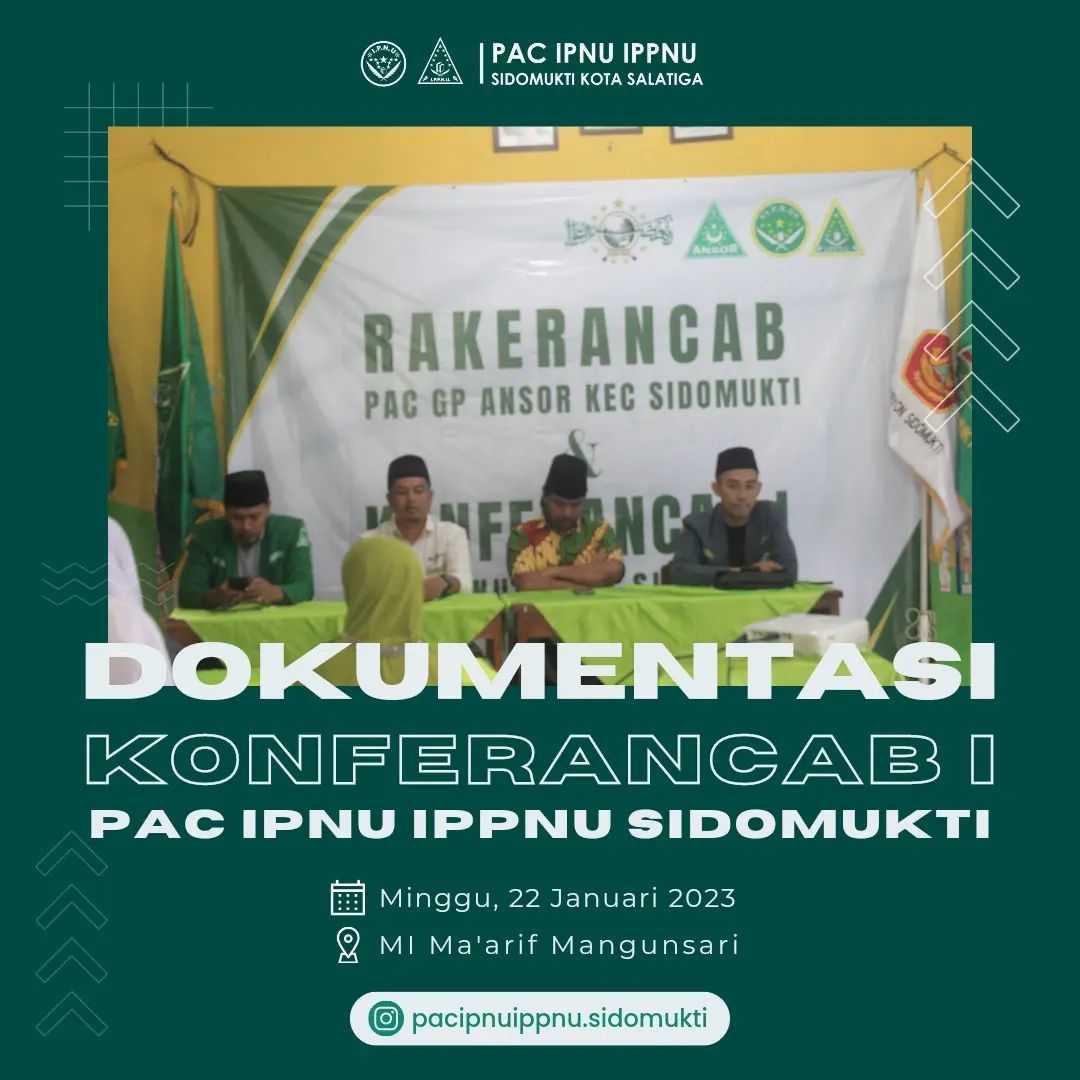 I.P.N.U
I.P.P.N.U.
PAC IPNU IPPNU
SIDOMUKTI KOTA SALATIGA
ANSOR
I.P.N.U
RAKERANCAB
PAC GP ANSOR KEC SIDOMUKTI
&
SIDOMUKTI
DOKUMENTASI
KONFERANCAB I
PAC IPNU IPPNU SIDOMUKTI
Minggu, 22 Januari 2023
MI Ma'arif Mangunsari
pacipnuippnu.sidomukti